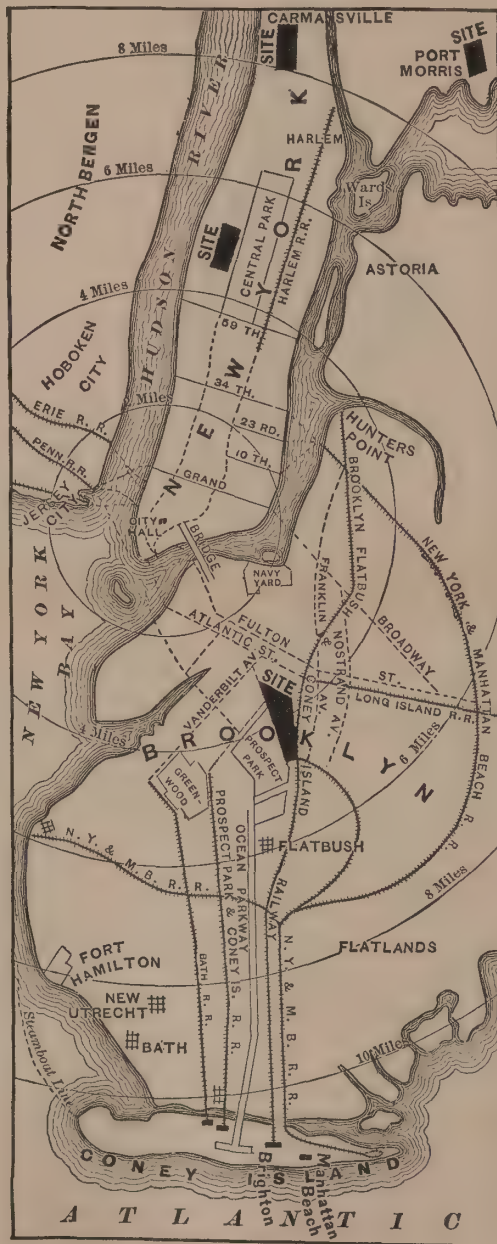 CARMANSVILLE
SITE
SITE
PORT MORRIS
8 Miles
HARLEM
NORTH BERGEN
6 Miles
HUDSON RIVER
Ward Is.
SITE
CENTRAL PARK
HARLEM R.R.
NEW YORK
ASTORIA
4 Miles
59 TH.
HOBOKEN CITY
34 TH.
Miles
23 RD.
HUNTERS POINT
ERIE R. R.
PENN. R.R.
10 TH.
GRAND
JERSEY CITY
CITY HALL
BRIDGE
NAVY YARD
BROOKLYN FLATBUSH & CONEY ISLAND RAILWAY
NEW YORK & MANHATTAN BEACH R. R.
NEW YORK BAY
FRANKLIN AV.
NOSTRAND AV.
BROADWAY
FULTON ST.
ATLANTIC ST.
VANDERBILT AV.
LONG ISLAND R.R.
SITE
4 Miles
BROOKLYN
6 Miles
PROSPECT PARK
GREEN-WOOD
N. Y. & M. B. R. R.
FLATBUSH
OCEAN PARKWAY
PROSPECT PARK & CONEY IS. R. R.
8 Miles
BATH R. R.
N. Y. & M. B. R. R.
FLATLANDS
FORT HAMILTON
NEW UTRECHT
BATH
Steamboat Line
10 Miles
CONEY ISLAND
Brighton
Manhattan Beach
ATLANTIC